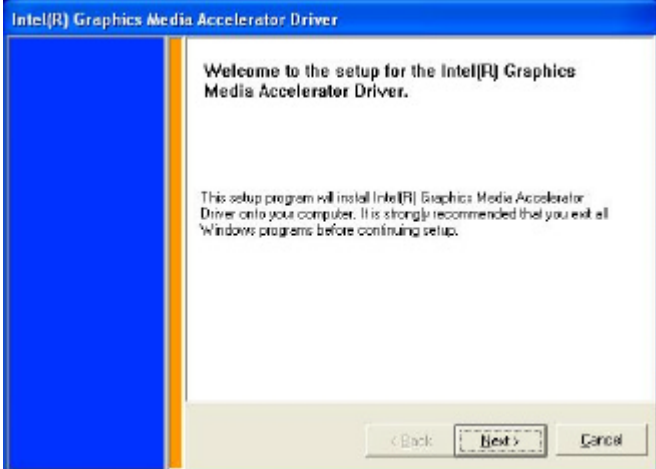 Intel(R) Graphics Media Accelerator Driver
Welcome to the setup for the Intel(R) Graphics
Media Accelerator Driver.
This setup program will install Intel(R) Graphics Media Accelerator
Driver onto your computer. It is strongly recommended that you exit all
Windows programs before continuing setup.
< Back
Next >
Cancel